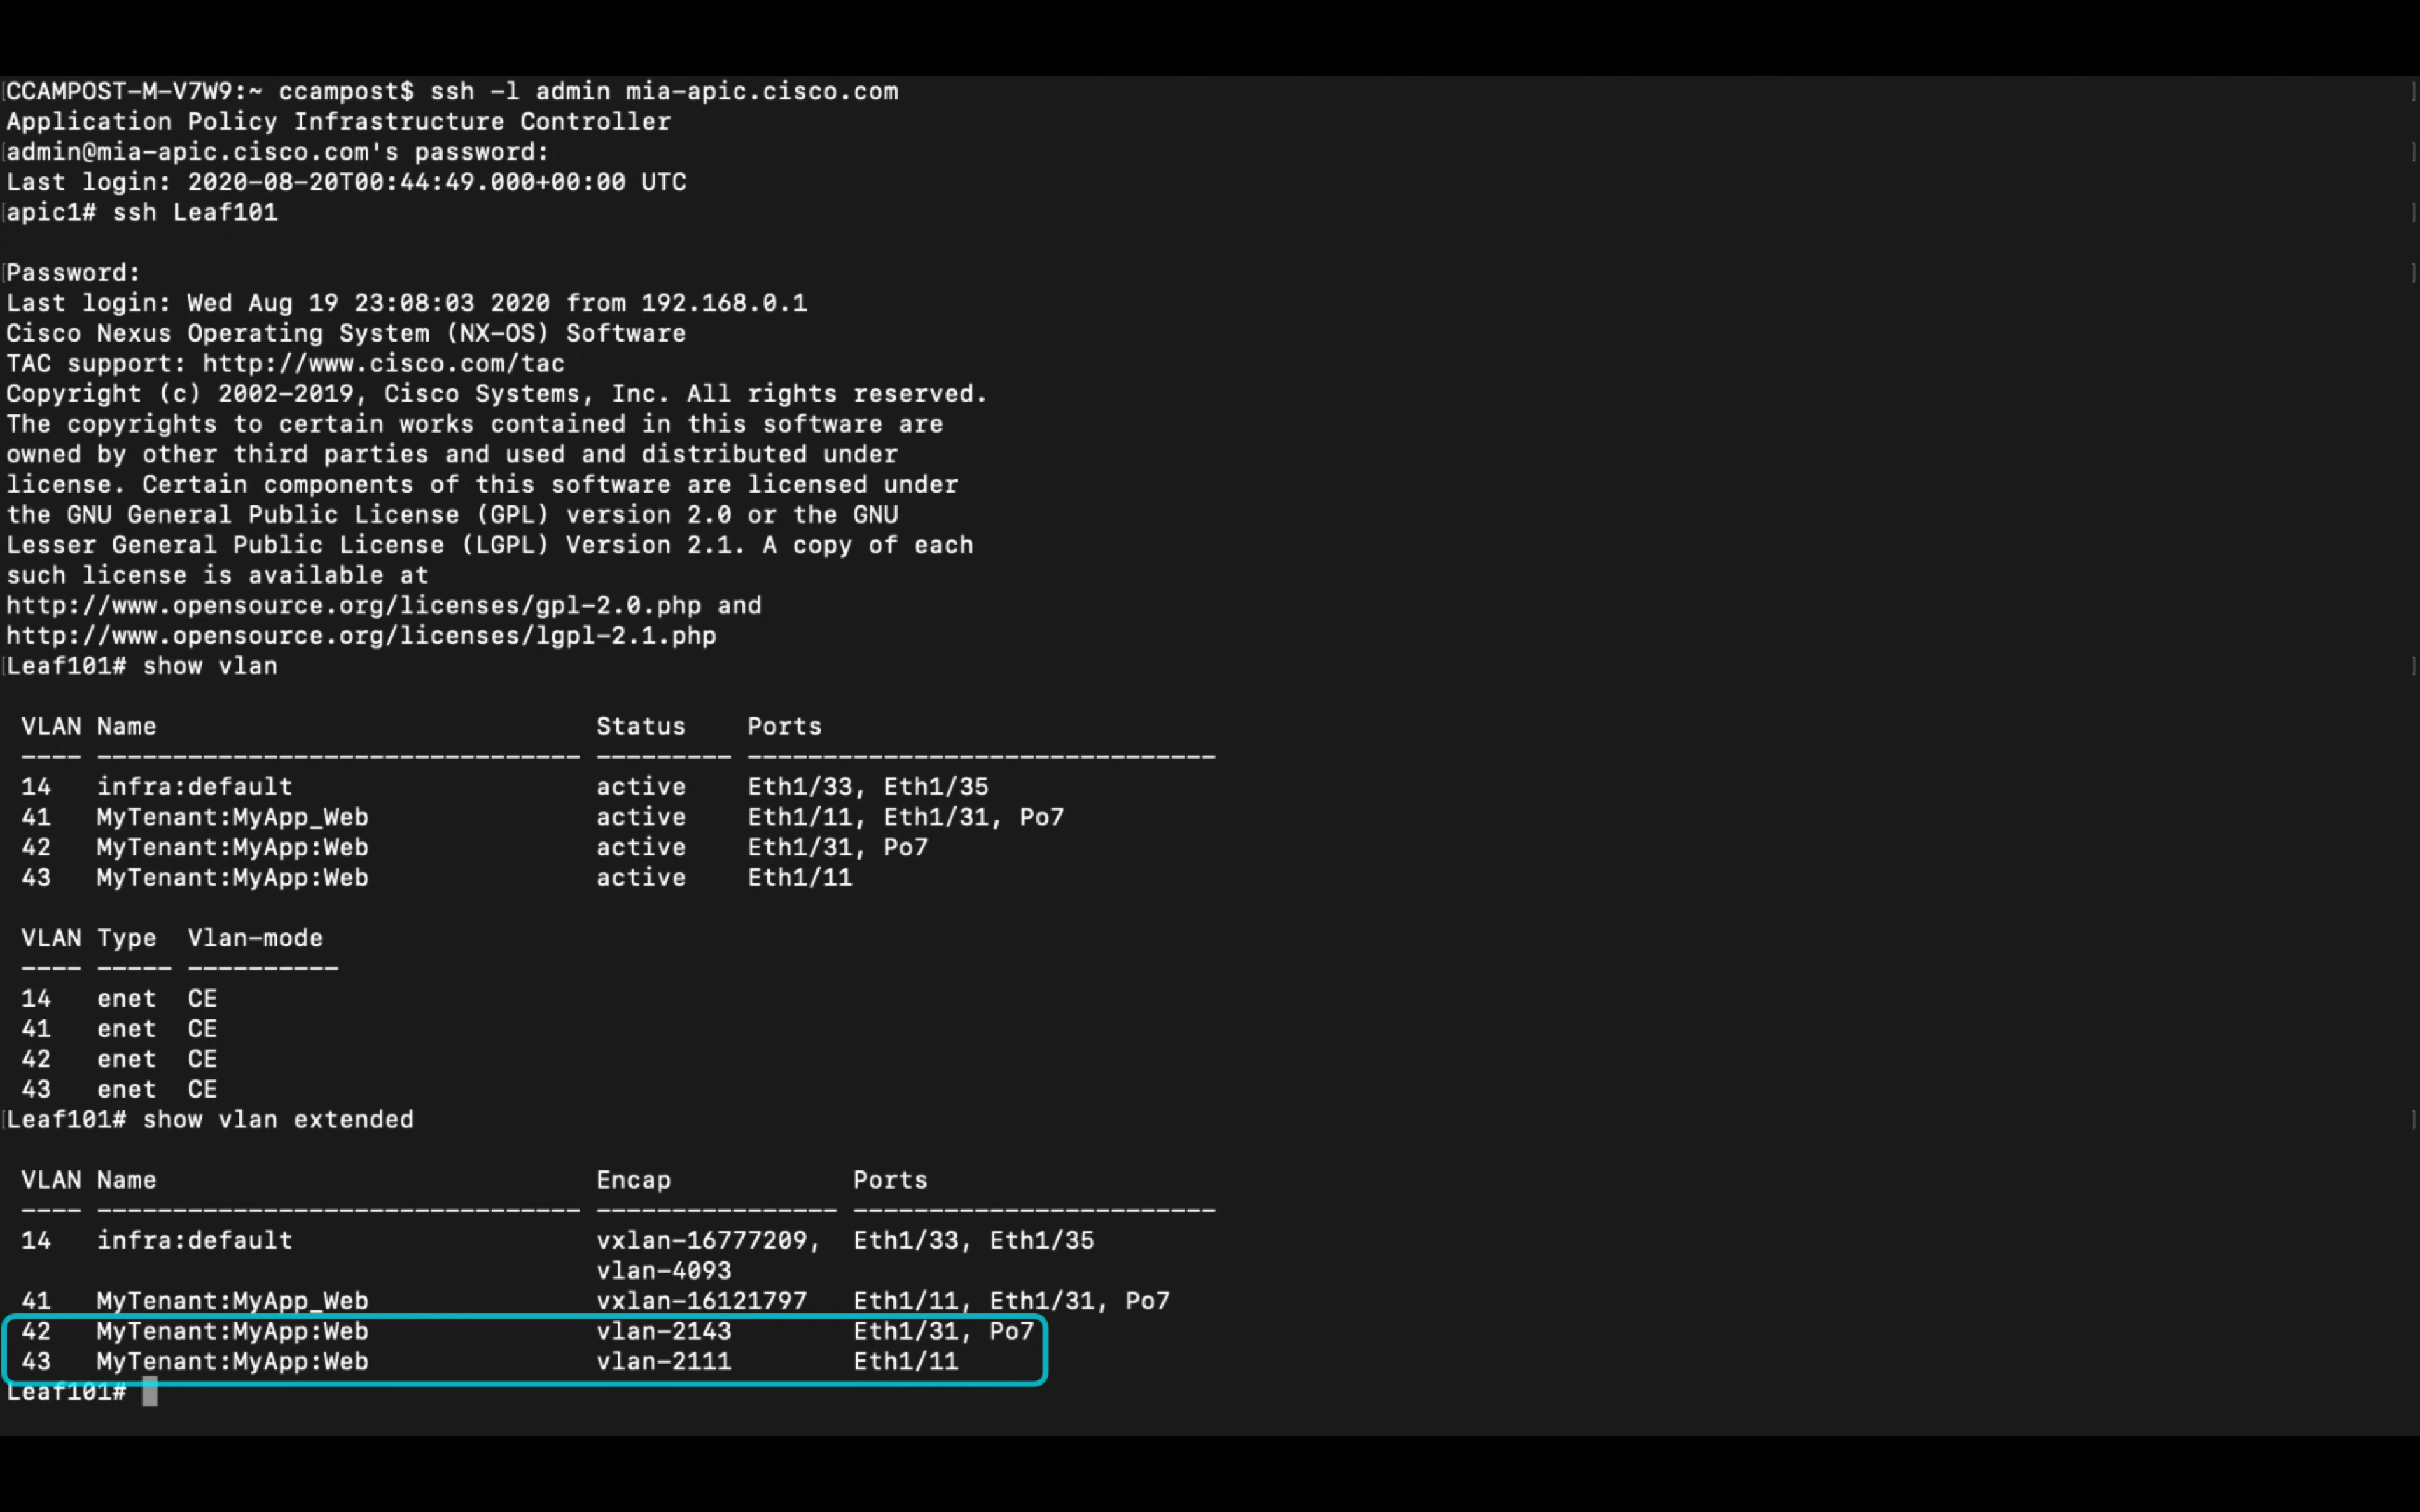 CCAMPOST-M-V7W9:~ ccampost$ ssh -l admin mia-apic.cisco.com
Application Policy Infrastructure Controller
admin@mia-apic.cisco.com's password:
Last login: 2020-08-20T00:44:49.000+00:00 UTC
apic1# ssh Leaf101
Password:
Last login: Wed Aug 19 23:08:03 2020 from 192.168.0.1
Cisco Nexus Operating System (NX-OS) Software
TAC support: http://www.cisco.com/tac
Copyright (c) 2002-2019, Cisco Systems, Inc. All rights reserved.
The copyrights to certain works contained in this software are
owned by other third parties and used and distributed under
license. Certain components of this software are licensed under
the GNU General Public License (GPL) version 2.0 or the GNU
Lesser General Public License (LGPL) Version 2.1. A copy of each
such license is available at
http://www.opensource.org/licenses/gpl-2.0.php and
http://www.opensource.org/licenses/lgpl-2.1.php
Leaf101# show vlan
VLAN Name                             Status    Ports
---- -------------------------------- --------- -------------------------------
14   infra:default                    active    Eth1/33, Eth1/35
41   MyTenant:MyApp_Web               active    Eth1/11, Eth1/31, Po7
42   MyTenant:MyApp:Web               active    Eth1/31, Po7
43   MyTenant:MyApp:Web               active    Eth1/11
VLAN Type  Vlan-mode
---- ----- ----------
14   enet  CE
41   enet  CE
42   enet  CE
43   enet  CE
Leaf101# show vlan extended
VLAN Name                             Encap            Ports
---- -------------------------------- ---------------- ------------------------
14   infra:default                    vxlan-16777209,  Eth1/33, Eth1/35
                                      vlan-4093
41   MyTenant:MyApp_Web               vxlan-16121797   Eth1/11, Eth1/31, Po7
42   MyTenant:MyApp:Web               vlan-2143        Eth1/31, Po7
43   MyTenant:MyApp:Web               vlan-2111        Eth1/11
Leaf101#